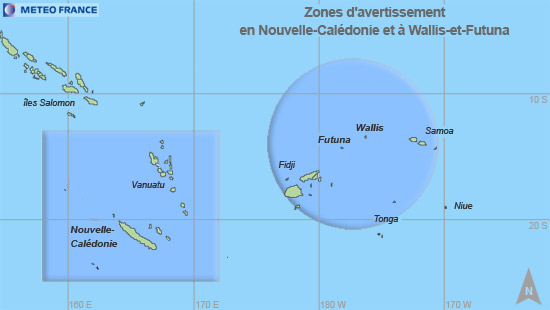 METEO FRANCE
Zones d'avertissement
en Nouvelle-Calédonie et à Wallis-et-Futuna
îles Salomon
10 S
Wallis
Samoa
Futuna
Fidji
Vanuatu
Niue
Tonga
20 S
Nouvelle-
Calédonie
160 E
170 E
180 W
170 W
N